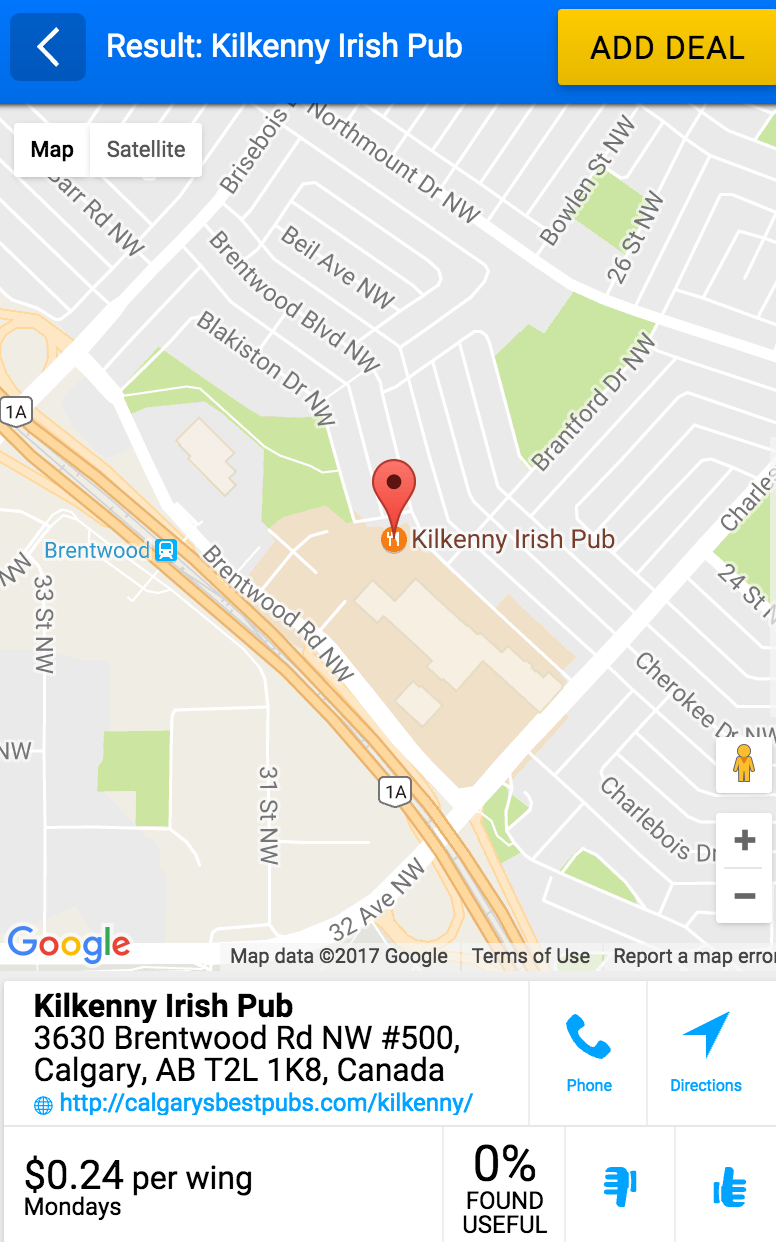 Result: Kilkenny Irish Pub
ADD DEAL
Map
Satellite
Brisebois
Northmount Dr NW
Bowlen St NW
26 St NW
Barr Rd NW
Beil Ave NW
Brentwood Blvd NW
Blakiston Dr NW
Brantford Dr NW
1A
Charles
Kilkenny Irish Pub
Brentwood
NW
33 St NW
Brentwood Rd NW
24 St N
Cherokee Dr NW
NW
31 St NW
1A
Charlebois Dr
32 Ave NW
Google
Map data ©2017 Google
Terms of Use
Report a map error
Kilkenny Irish Pub
3630 Brentwood Rd NW #500,
Calgary, AB T2L 1K8, Canada
http://calgarysbestpubs.com/kilkenny/
Phone
Directions
$0.24 per wing
Mondays
0%
FOUND
USEFUL